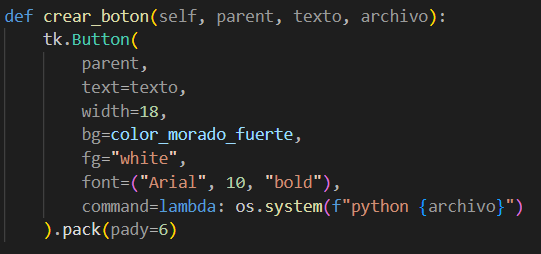 def crear_boton(self, parent, texto, archivo):
    tk.Button(
        parent,
        text=texto,
        width=18,
        bg=color_morado_fuerte,
        fg="white",
        font=("Arial", 10, "bold"),
        command=lambda: os.system(f"python {archivo}")
    ).pack(pady=6)